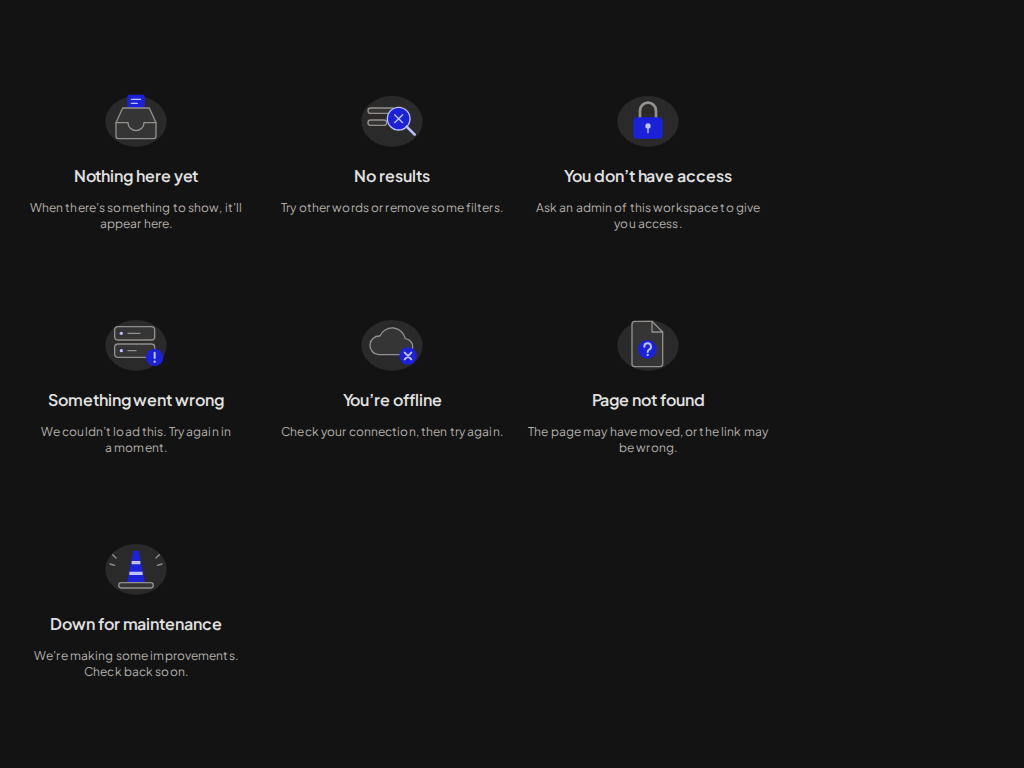 Nothing here yet
When there's something to show, it'll
appear here.
No results
Try other words or remove some filters.
You don’t have access
Ask an admin of this workspace to give
you access.
Something went wrong
We couldn't load this. Try again in
a moment.
You’re offline
Check your connection, then try again.
Page not found
The page may have moved, or the link may
be wrong.
Down for maintenance
We're making some improvements.
Check back soon.